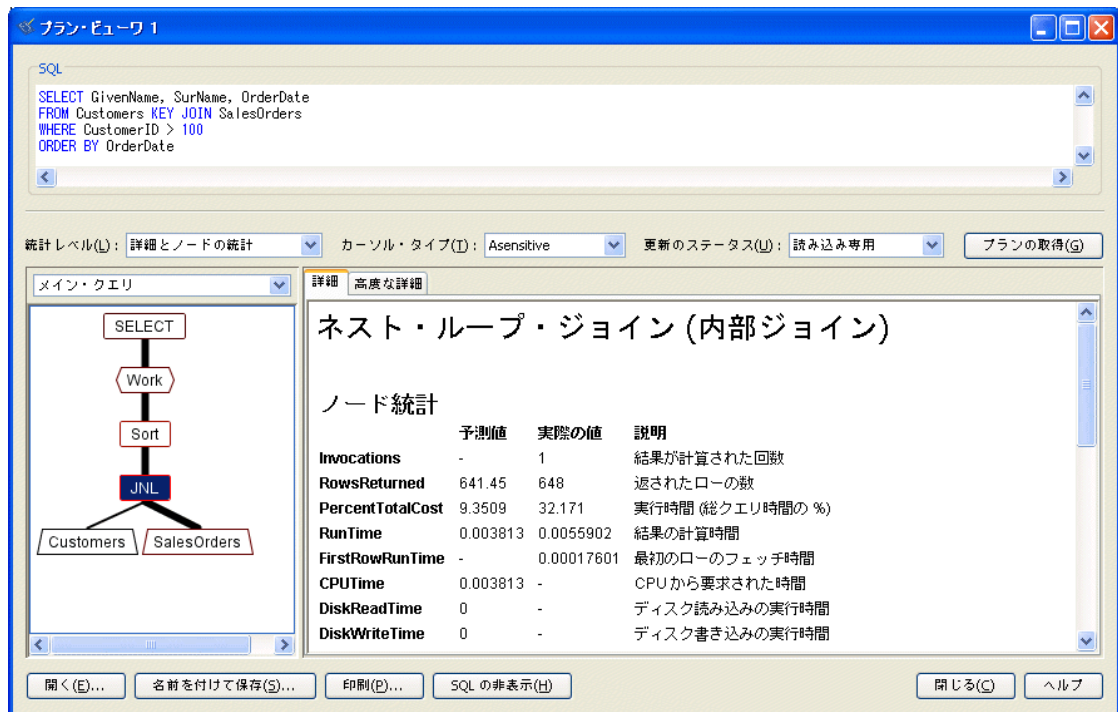 プラン・ビューワ 1
SQL
SELECT GivenName, SurName, OrderDate
FROM Customers KEY JOIN SalesOrders
WHERE CustomerID > 100
ORDER BY OrderDate
統計レベル(L): 詳細とノードの統計 カーソル・タイプ(T): Asensitive 更新のステータス(U): 読み込み専用 プランの取得(G)
メイン・クエリ
SELECT
Work
Sort
JNL
Customers SalesOrders
詳細 高度な詳細
ネスト・ループ・ジョイン (内部ジョイン)
ノード統計
予測値 実際の値 説明
Invocations - 1 結果が計算された回数
RowsReturned 641.45 648 返されたローの数
PercentTotalCost 9.3509 32.171 実行時間 (総クエリ時間の %)
RunTime 0.003813 0.0055902 結果の計算時間
FirstRowRunTime - 0.00017601 最初のローのフェッチ時間
CPUTime 0.003813 - CPU から要求された時間
DiskReadTime 0 - ディスク読み込みの実行時間
DiskWriteTime 0 - ディスク書き込みの実行時間
開く(E)... 名前を付けて保存(S)... 印刷(P)... SQL の非表示(H) 閉じる(C) ヘルプ